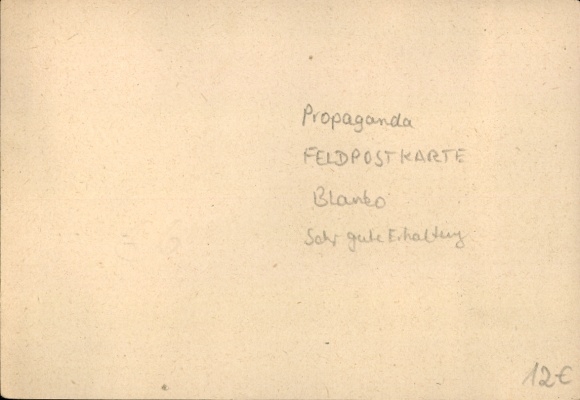 Propaganda
FELDPOSTKARTE
Blanko
Sehr gute Erhaltung
12€